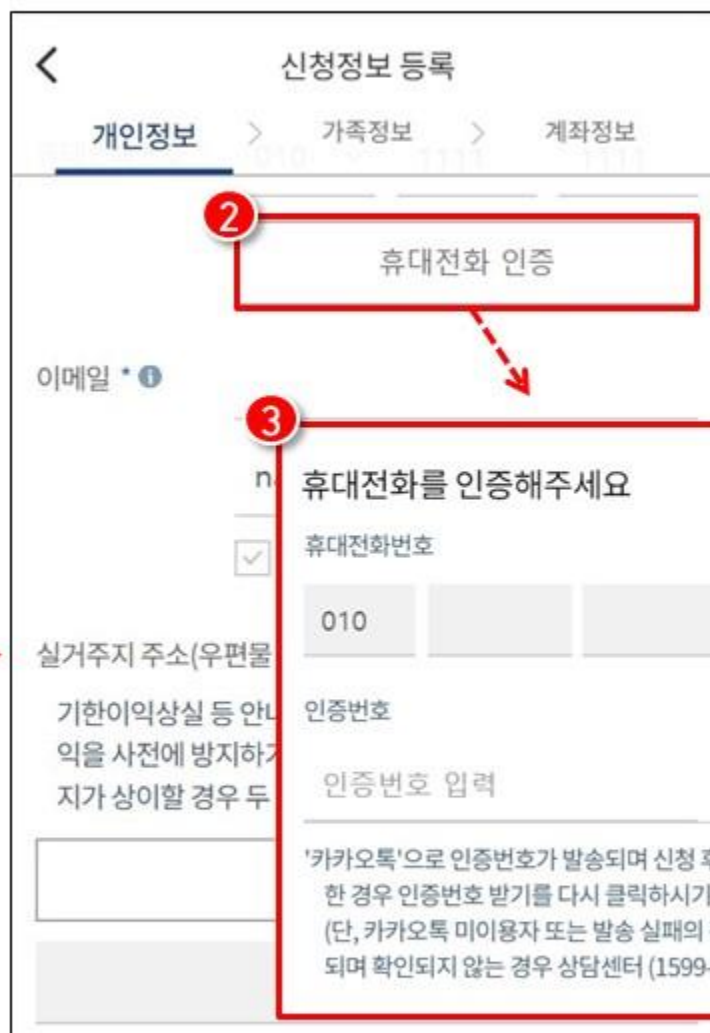 신청정보 등록
개인정보 > 가족정보 > 계좌정보
010 1111 1111
2
휴대전화 인증
이메일 *
3
휴대전화를 인증해주세요
휴대전화번호
010
실거주지 주소(우편물
기한이익상실 등
익을 사전에 방지하
지가 상이할 경우 두
인증번호
인증번호 입력
'카카오톡'으로 인증번호가 발송되며 신청
한 경우 인증번호 받기를 다시 클릭하시기
(단, 카카오톡 미이용자 또는 발송 실패의
되며 확인되지 않는 경우 상담센터 (1599-